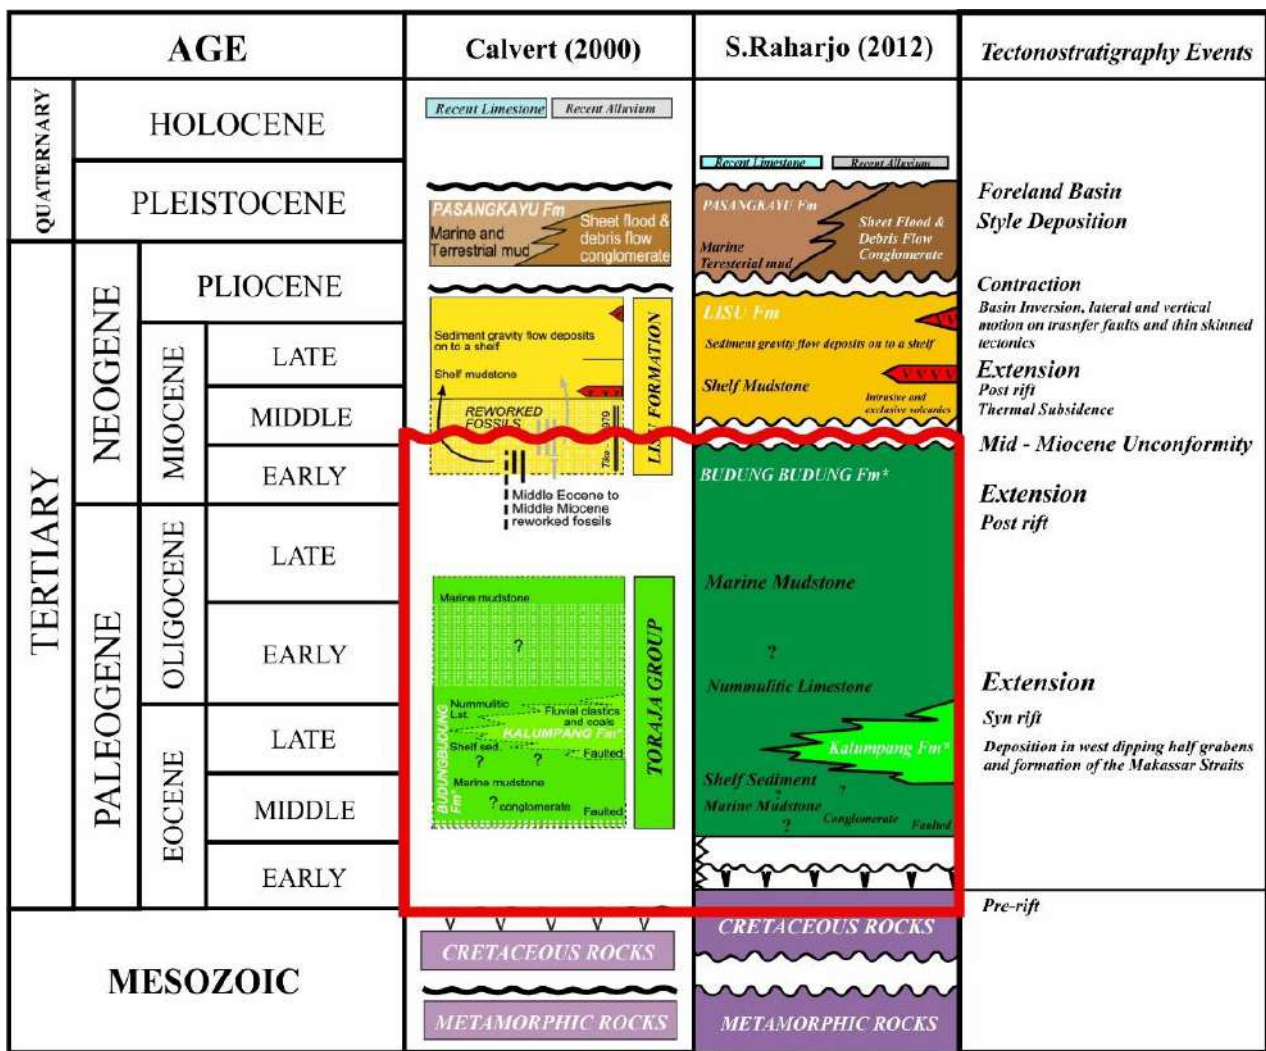 AGE
Calvert (2000)
S.Raharjo (2012)
Tectonostratigraphy Events
QUATERNARY
HOLOCENE
PLEISTOCENE
TERTIARY
NEOGENE
PLIOCENE
MIOCENE
LATE
MIDDLE
EARLY
PALEOGENE
OLIGOCENE
LATE
EARLY
EOCENE
LATE
MIDDLE
EARLY
MESOZOIC
Recent Limestone
Recent Alluvium
PASANGKAYU Fm
Marine and
Terrestrial mud
Sheet flood &
debris flow
conglomerate
Sediment gravity flow deposits
on to a shelf
Shelf mudstone
REWORKED
FOSSILS
LISU FORMATION
Middle Eocene to
Middle Miocene
reworked fossils
Marine mudstone
?
Nummulitic
Lst.
Fluvial clastics
and coals
KALUMPANG Fm*
Shelf sed.
Faulted
? ? ?
Marine mudstone
? conglomerate
Faulted
BUDUNGBUDUNG
Fm*
TORAJA GROUP
V V V V V
CRETACEOUS ROCKS
METAMORPHIC ROCKS
Recent Limestone
Recent Alluvium
PASANGKAYU Fm
Marine
Teresterial mud
Sheet Flood &
Debris Flow
Conglomerate
LISU Fm
Sediment gravity flow deposits on to a shelf
V V V V
Shelf Mudstone
Intrusive and
exclusive volcanics
BUDUNG BUDUNG Fm*
Marine Mudstone
?
Nummulitic Limestone
Kalumpang Fm*
Shelf Sediment
? ?
Marine Mudstone
?
Conglomerate
Faulted
CRETACEOUS ROCKS
METAMORPHIC ROCKS
Foreland Basin
Style Deposition
Contraction
Basin Inversion, lateral and vertical
motion on trasnfer faults and thin skinned
tectonics
Extension
Post rift
Thermal Subsidence
Mid - Miocene Unconformity
Extension
Post rift
Extension
Syn rift
Deposition in west dipping half grabens
and formation of the Makassar Straits
Pre-rift